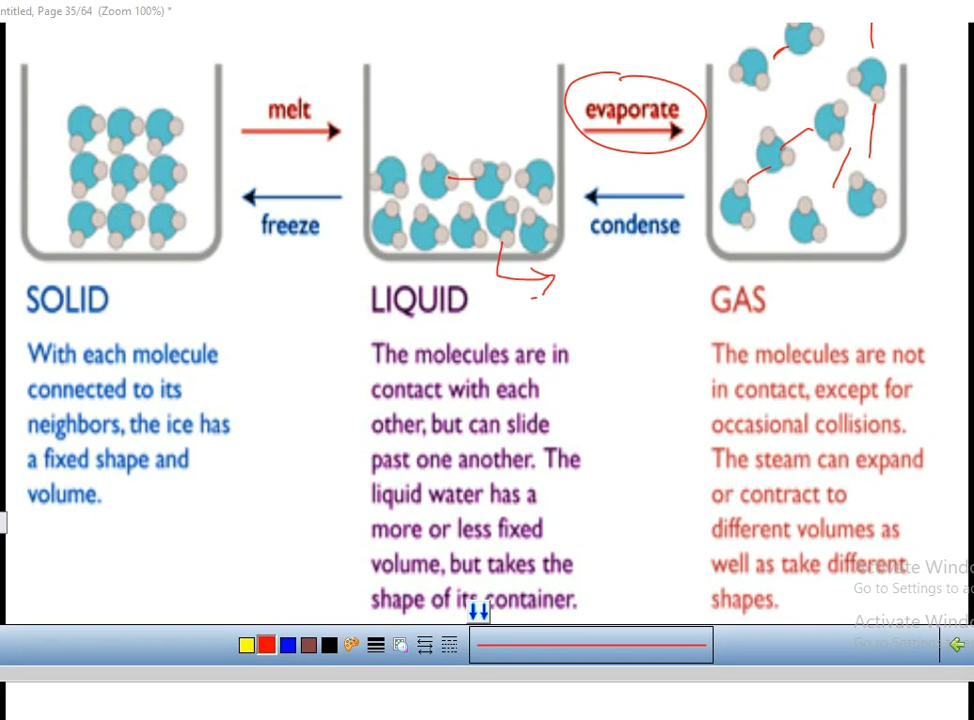 ntitled, Page 35/64 (Zoom 100%) *
melt
freeze
evaporate
condense
SOLID
With each molecule
connected to its
neighbors, the ice has
a fixed shape and
volume.
LIQUID
The molecules are in
contact with each
other, but can slide
past one another. The
liquid water has a
more or less fixed
volume, but takes the
shape of its container.
GAS
The molecules are not
in contact, except for
occasional collisions.
The steam can expand
or contract to
different volumes as
well as take different
shapes.
Activate Windo
Go to Settings to ac
Activate Windo